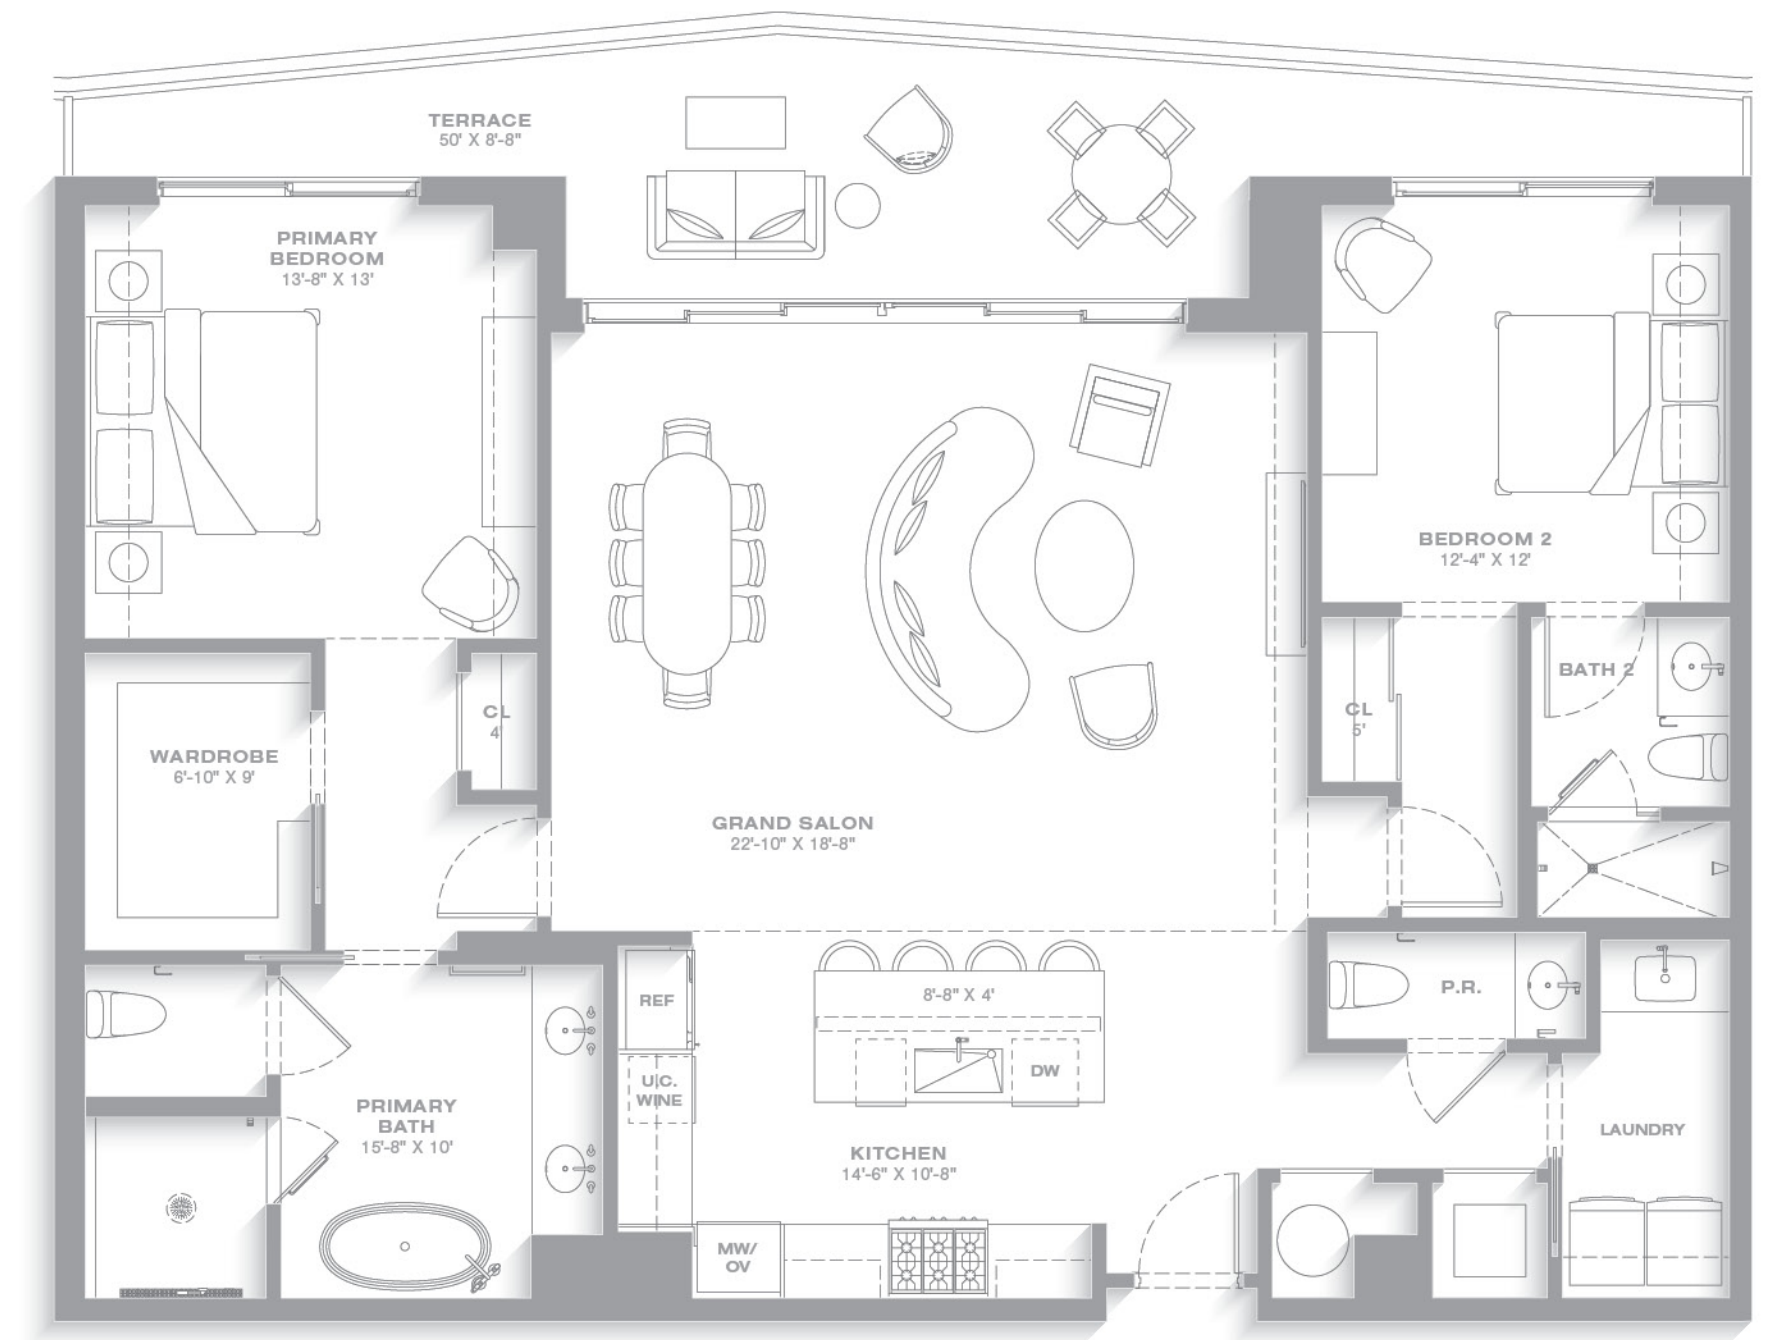 TERRACE
50' X 8'-8"
PRIMARY
BEDROOM
13'-8" X 13'
BEDROOM 2
12'-4" X 12'
BATH 2
CL
4'
CL
5'
WARDROBE
6'-10" X 9'
GRAND SALON
22'-10" X 18'-8"
REF
8'-8" X 4'
P.R.
U.C.
WINE
DW
PRIMARY
BATH
15'-8" X 10'
KITCHEN
14'-6" X 10'-8"
LAUNDRY
MW/
OV